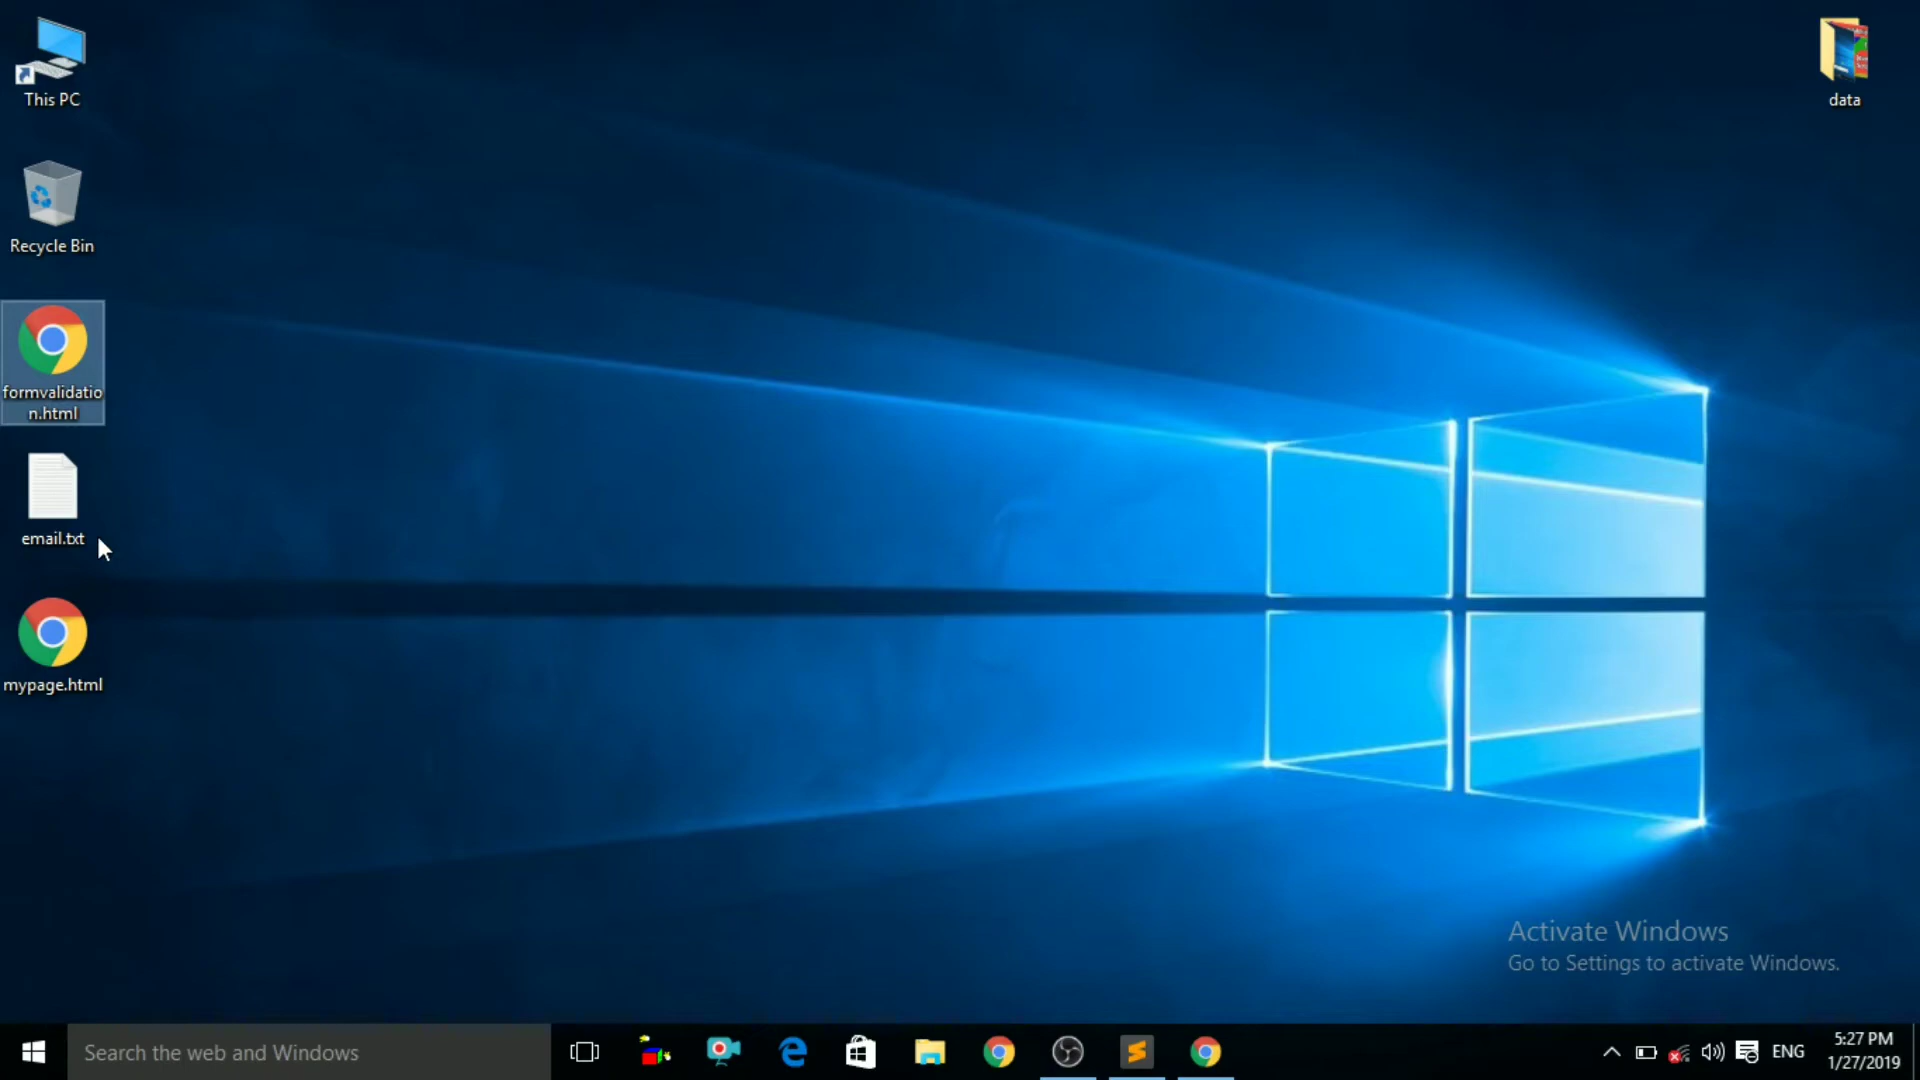 This PC
Recycle Bin
formvalidatio
n.html
email.txt
mypage.html
data
Activate Windows
Go to Settings to activate Windows.
Search the web and Windows
ENG
5:27 PM
1/27/2019